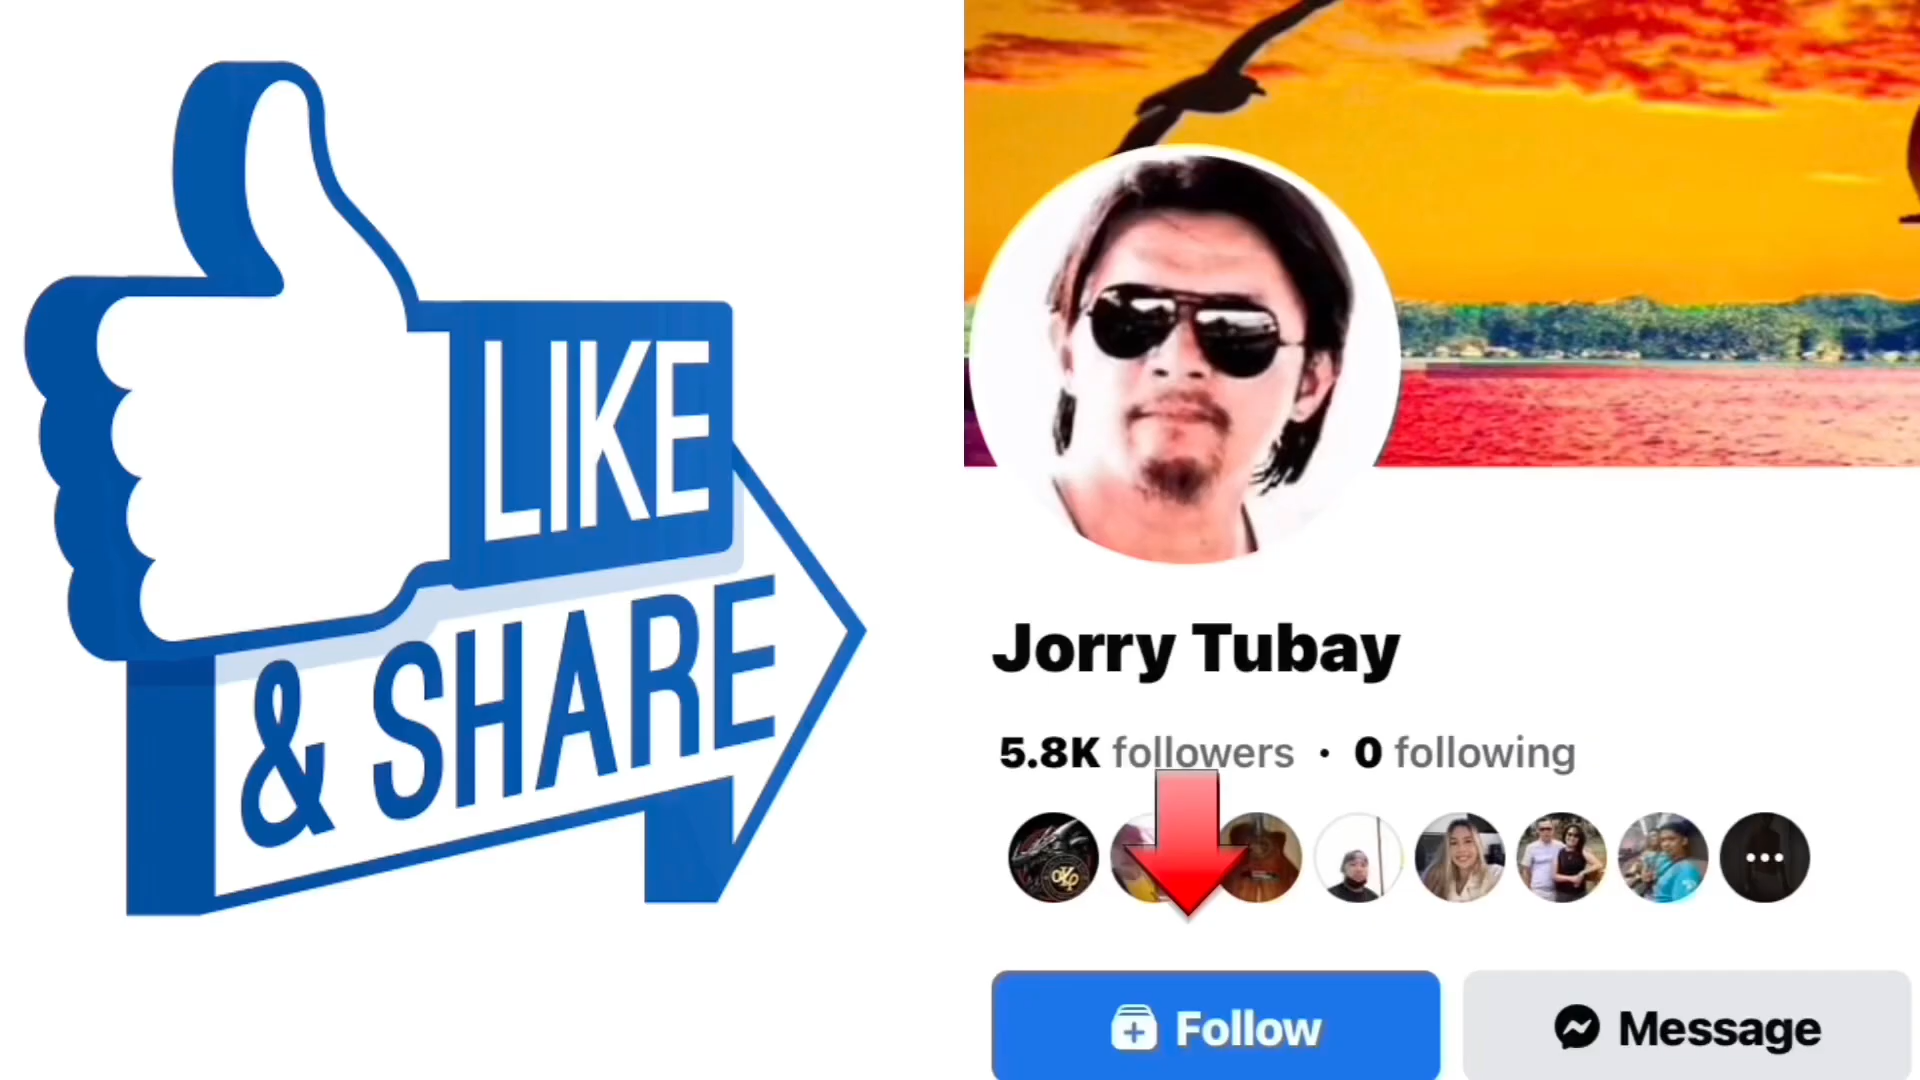 LIKE
& SHARE
Jorry Tubay
5.8K followers · 0 following
Follow
Message